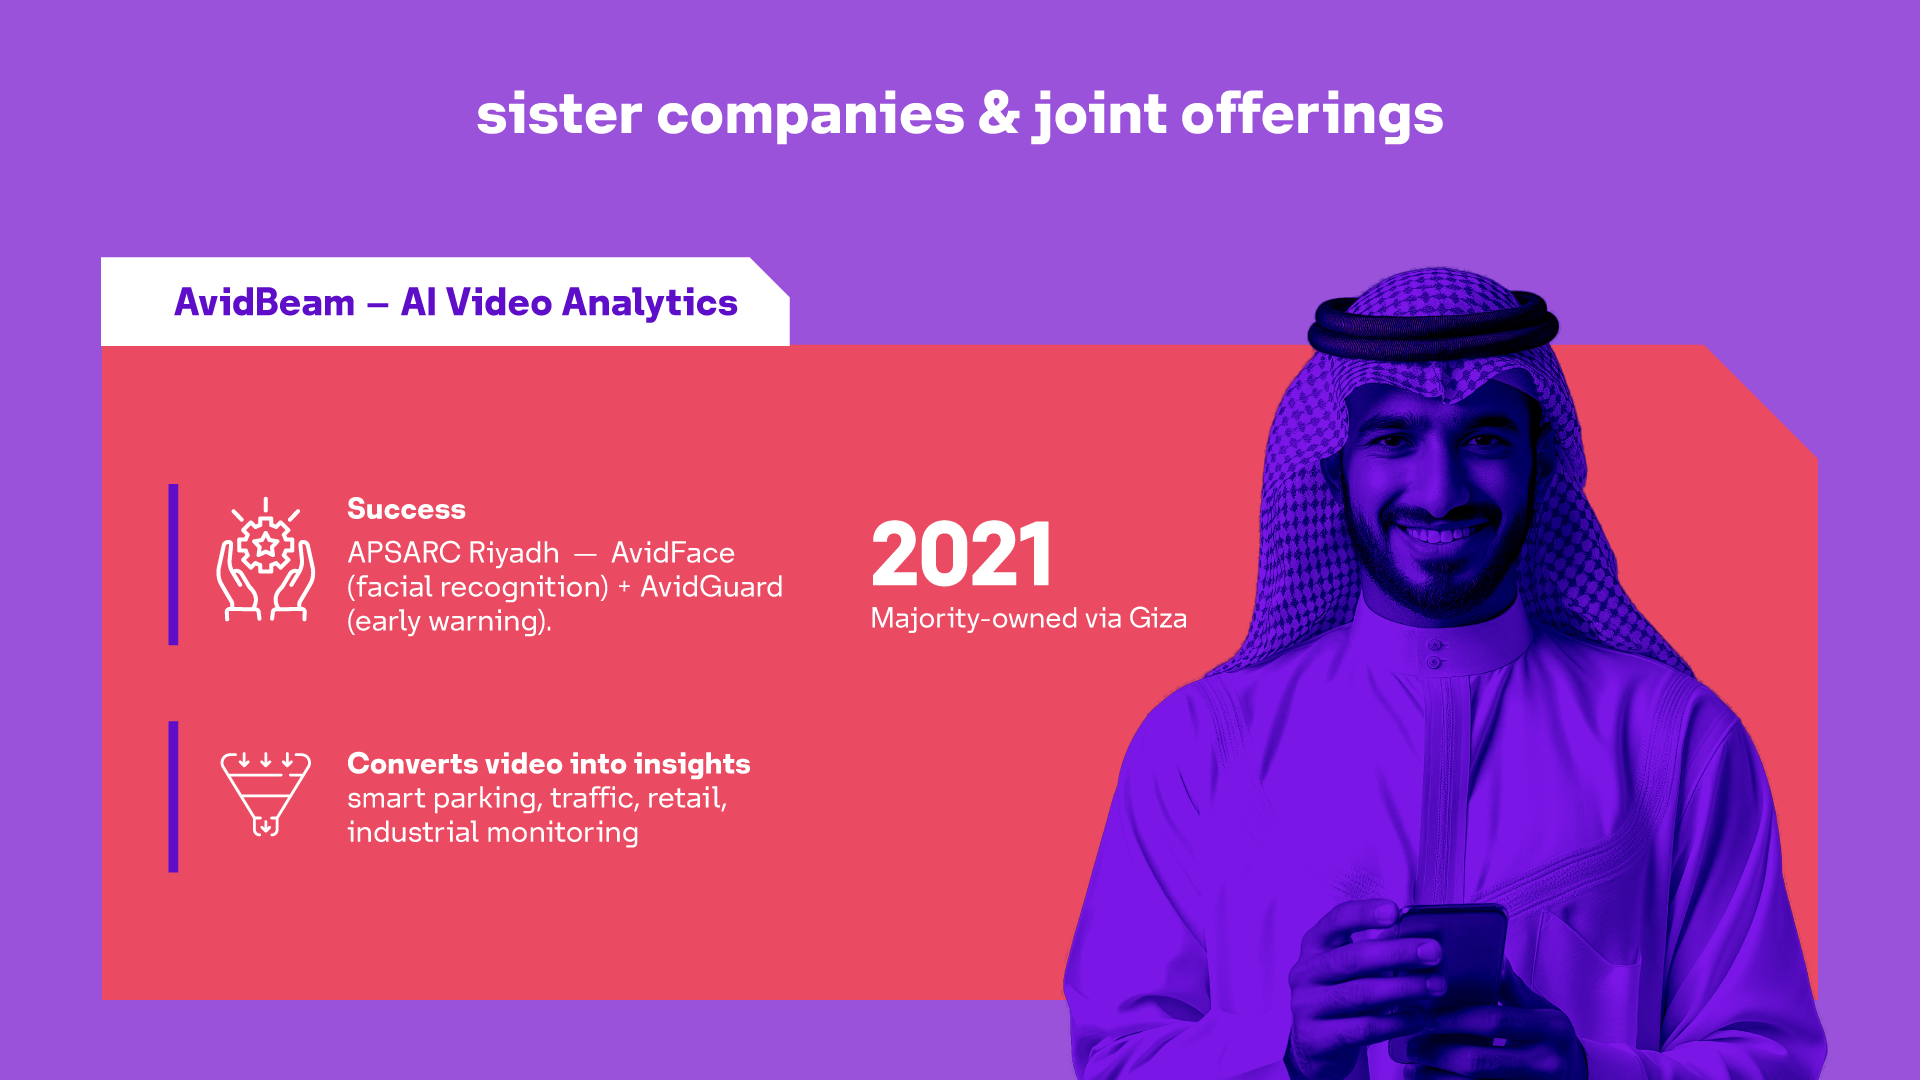 sister companies & joint offerings
AvidBeam – AI Video Analytics
Success
APSARC Riyadh — AvidFace
(facial recognition) + AvidGuard
(early warning).
2021
Majority-owned via Giza
Converts video into insights
smart parking, traffic, retail,
industrial monitoring